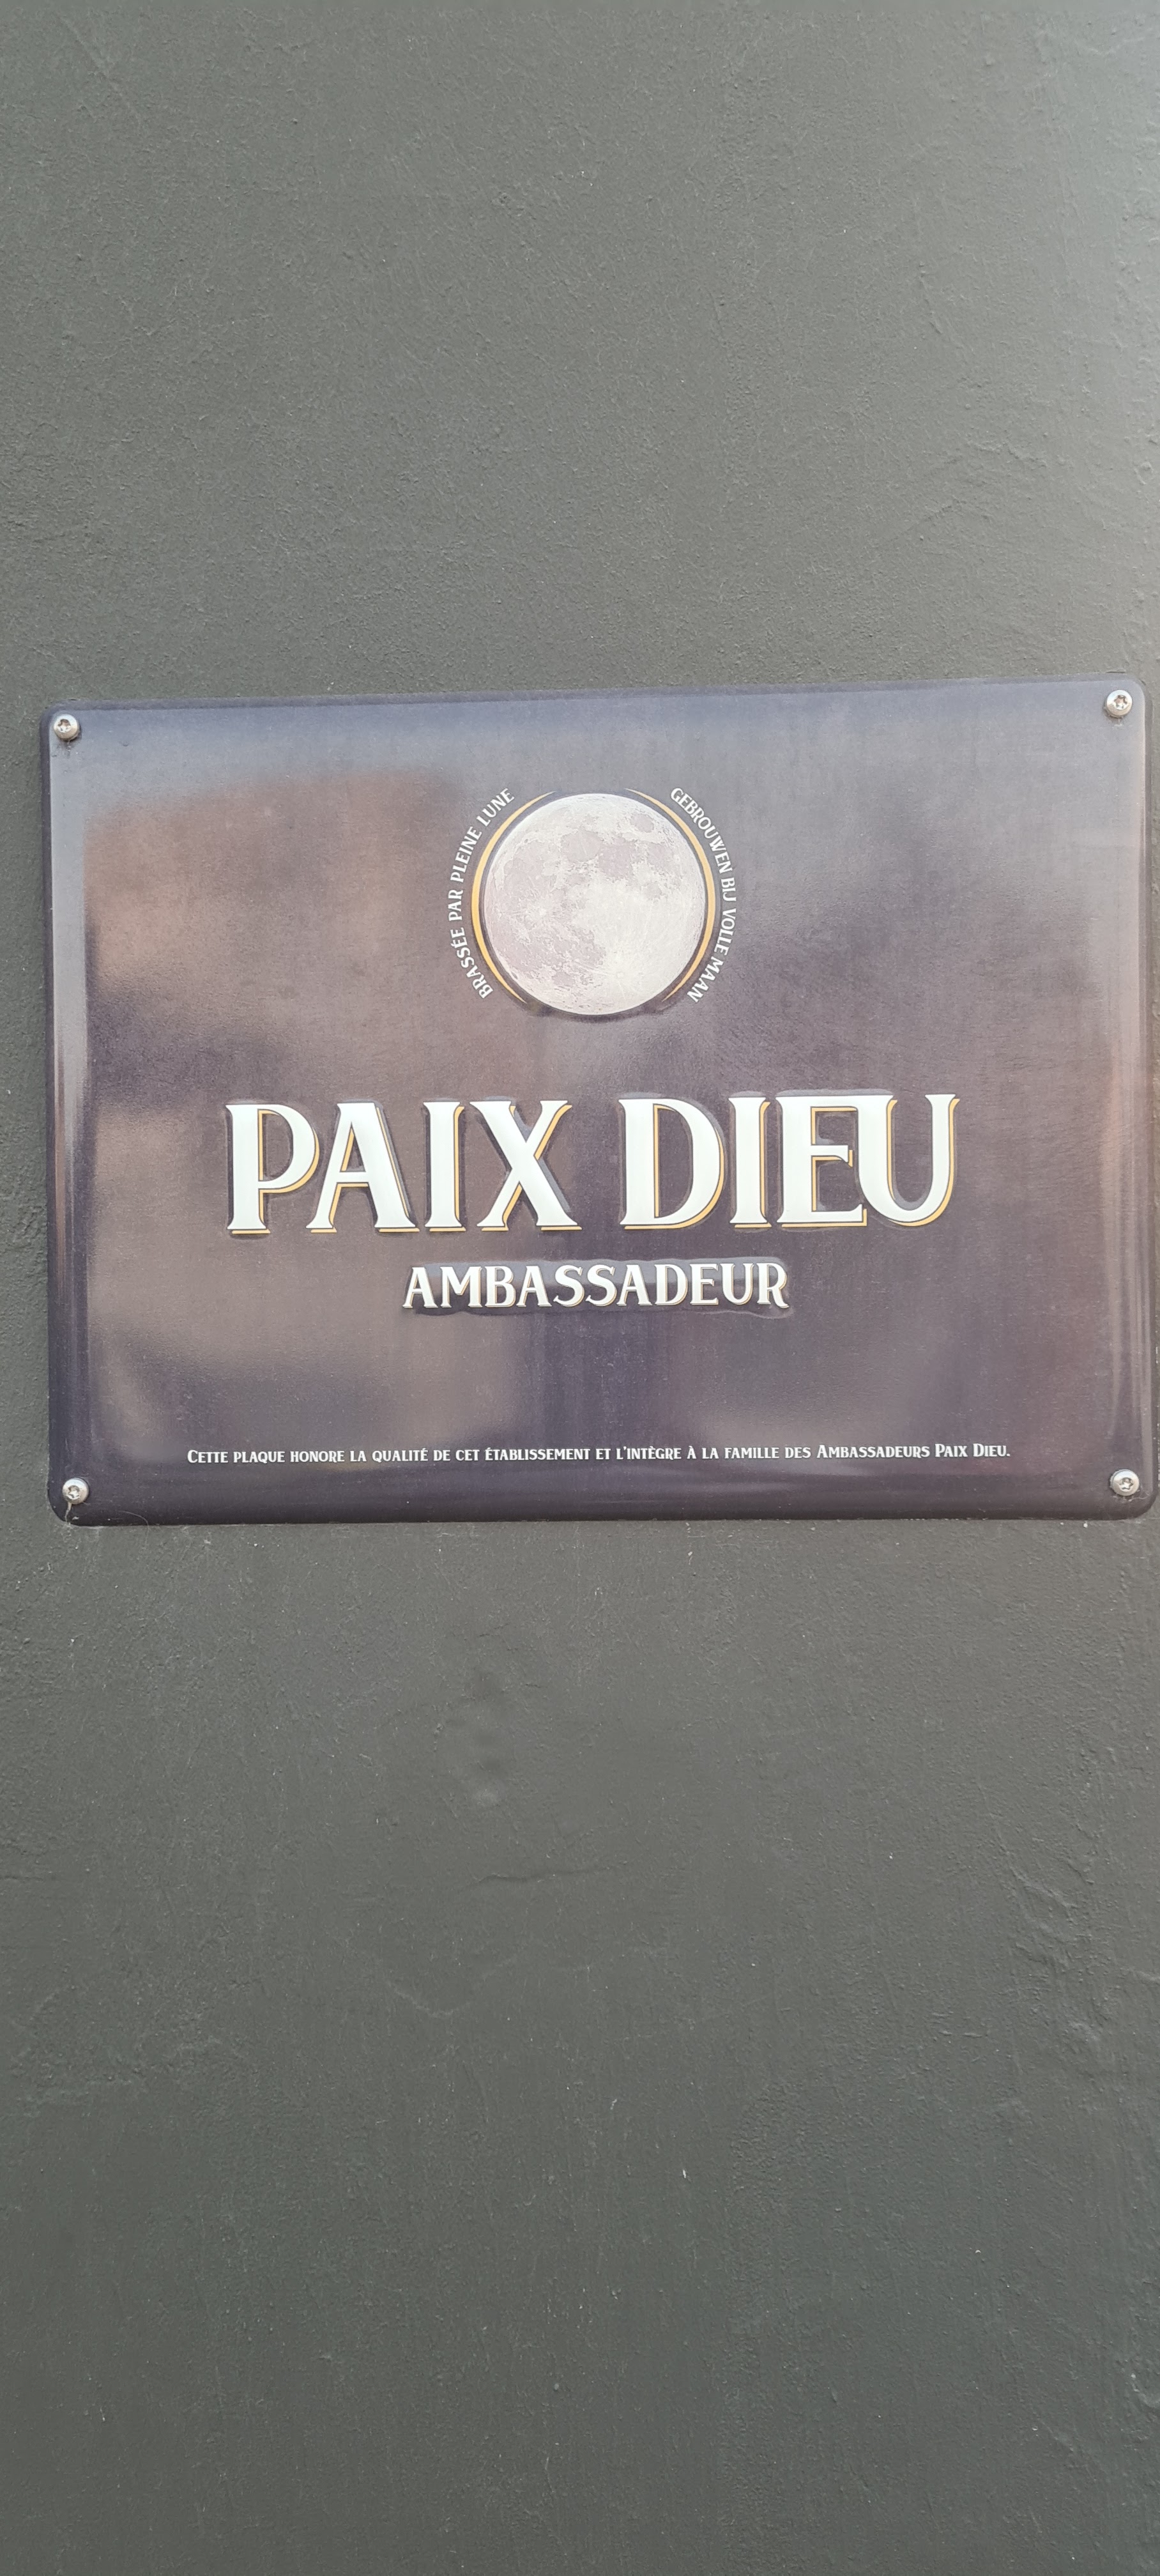 BRASSÉE PAR PLEINE LUNE
GEBROUWEN BIJ VOLLE MAAN
PAIX DIEU
AMBASSADEUR
CETTE PLAQUE HONORE LA QUALITÉ DE CET ÉTABLISSEMENT ET L'INTÈGRE À LA FAMILLE DES AMBASSADEURS PAIX DIEU.